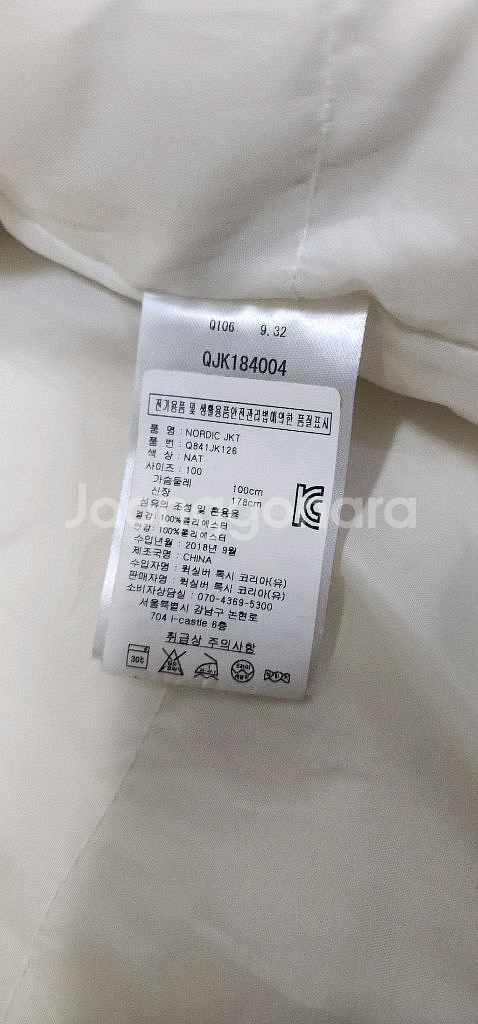 Q106 9.32
QJK184004
전기용품 및 생활용품안전관리법에의한 품질표시
품 명 : NORDIC JKT
품 번 : Q841JK126
색 상 : NAT
사이즈 : 100
가슴둘레 100cm
신장 178cm
섬유의 조성 및 혼용율
겉감: 100%폴리에스터
안감: 100%폴리에스터
수입년월 : 2018년 9월
제조국명 : CHINA
수입자명 : 퀵실버 록시 코리아(유)
판매자명 : 퀵실버 록시 코리아(유)
소비자상담실 : 070-4369-5300
서울특별시 강남구 논현로
704 I-castle 6층
취급상 주의사항
30℃
Joonggonara